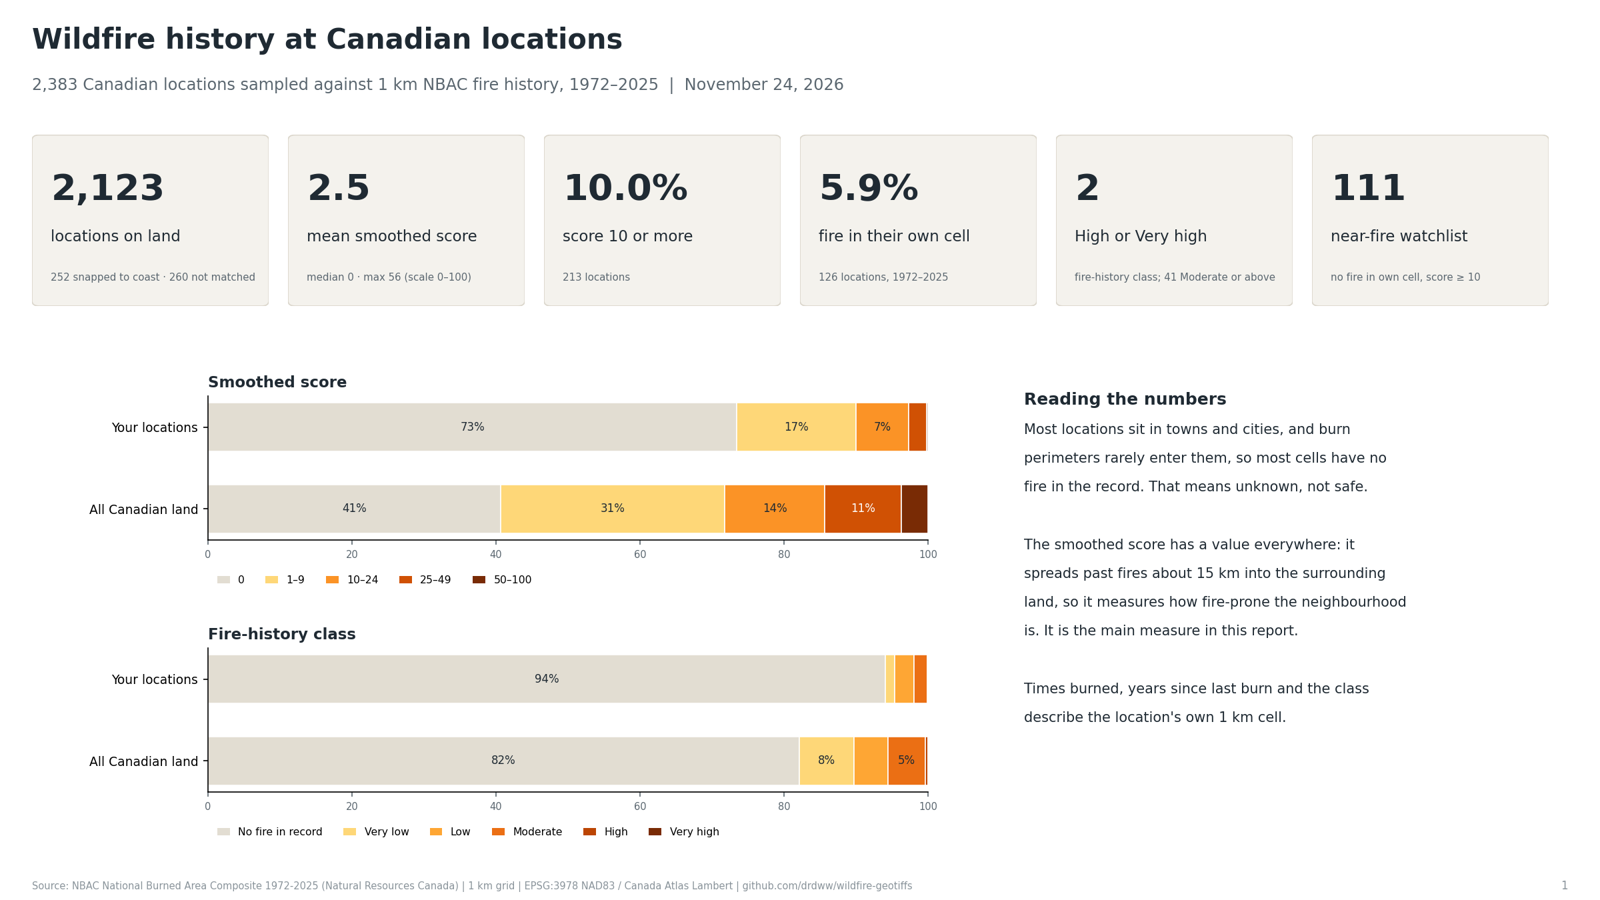 Wildfire history at Canadian locations
2,383 Canadian locations sampled against 1 km NBAC fire history, 1972–2025 | November 24, 2026
2,123
locations on land
252 snapped to coast · 260 not matched
2.5
mean smoothed score
median 0 · max 56 (scale 0–100)
10.0%
score 10 or more
213 locations
5.9%
fire in their own cell
126 locations, 1972–2025
2
High or Very high
fire-history class; 41 Moderate or above
111
near-fire watchlist
no fire in own cell, score ≥ 10
Smoothed score
Your locations
73%
17%
7%
All Canadian land
41%
31%
14%
11%
0 20 40 60 80 100
0 1–9 10–24 25–49 50–100
Fire-history class
Your locations
94%
All Canadian land
82%
8%
5%
0 20 40 60 80 100
No fire in record Very low Low Moderate High Very high
Reading the numbers
Most locations sit in towns and cities, and burn
perimeters rarely enter them, so most cells have no
fire in the record. That means unknown, not safe.
The smoothed score has a value everywhere: it
spreads past fires about 15 km into the surrounding
land, so it measures how fire-prone the neighbourhood
is. It is the main measure in this report.
Times burned, years since last burn and the class
describe the location's own 1 km cell.
Source: NBAC National Burned Area Composite 1972-2025 (Natural Resources Canada) | 1 km grid | EPSG:3978 NAD83 / Canada Atlas Lambert | github.com/drdww/wildfire-geotiffs
1